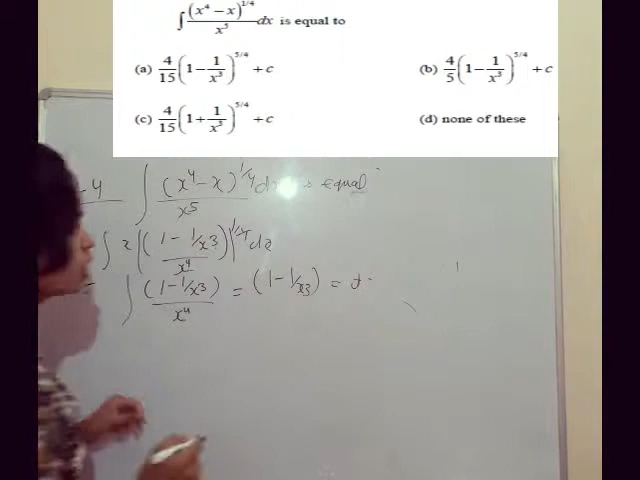 ∫ (x⁴ − x)^1/4 / x⁵ dx is equal to
(a) 4/15 (1 − 1/x³)^5/4 + c
(b) 4/5 (1 − 1/x³)^5/4 + c
(c) 4/15 (1 + 1/x³)^5/4 + c
(d) none of these
-4 ∫ (x⁴ − x)^1/4 dx / x⁵ is equal
∫ x (1 − 1/x3)^1/4 / x⁴ dx
∫ (1 − 1/x3) / x⁴ = (1 − 1/x3) = t